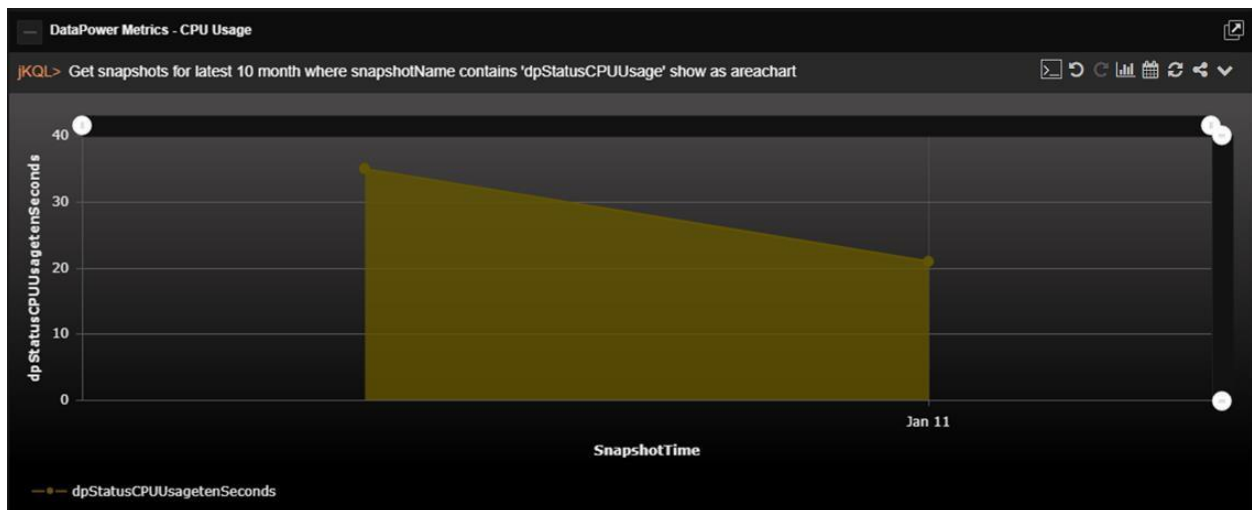 DataPower Metrics - CPU Usage
jKQL> Get snapshots for latest 10 month where snapshotName contains 'dpStatusCPUUsage' show as areachart
40
30
20
10
0
dpStatusCPUUsagetenSeconds
Jan 11
SnapshotTime
dpStatusCPUUsagetenSeconds